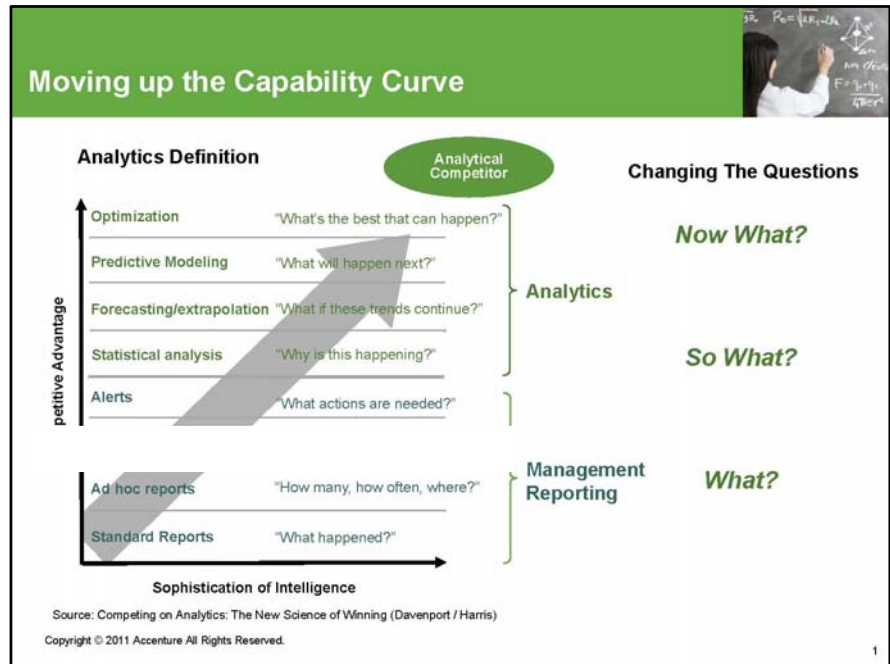 Moving up the Capability Curve
Analytics Definition
Analytical
Competitor
Changing The Questions
Optimization "What's the best that can happen?"
Predictive Modeling "What will happen next?"
Forecasting/extrapolation "What if these trends continue?"
Statistical analysis "Why is this happening?"
Alerts "What actions are needed?"
Ad hoc reports "How many, how often, where?"
Standard Reports "What happened?"
Analytics
Management
Reporting
Now What?
So What?
What?
Advantage
Sophistication of Intelligence
Source: Competing on Analytics: The New Science of Winning (Davenport / Harris)
Copyright © 2011 Accenture All Rights Reserved.
1